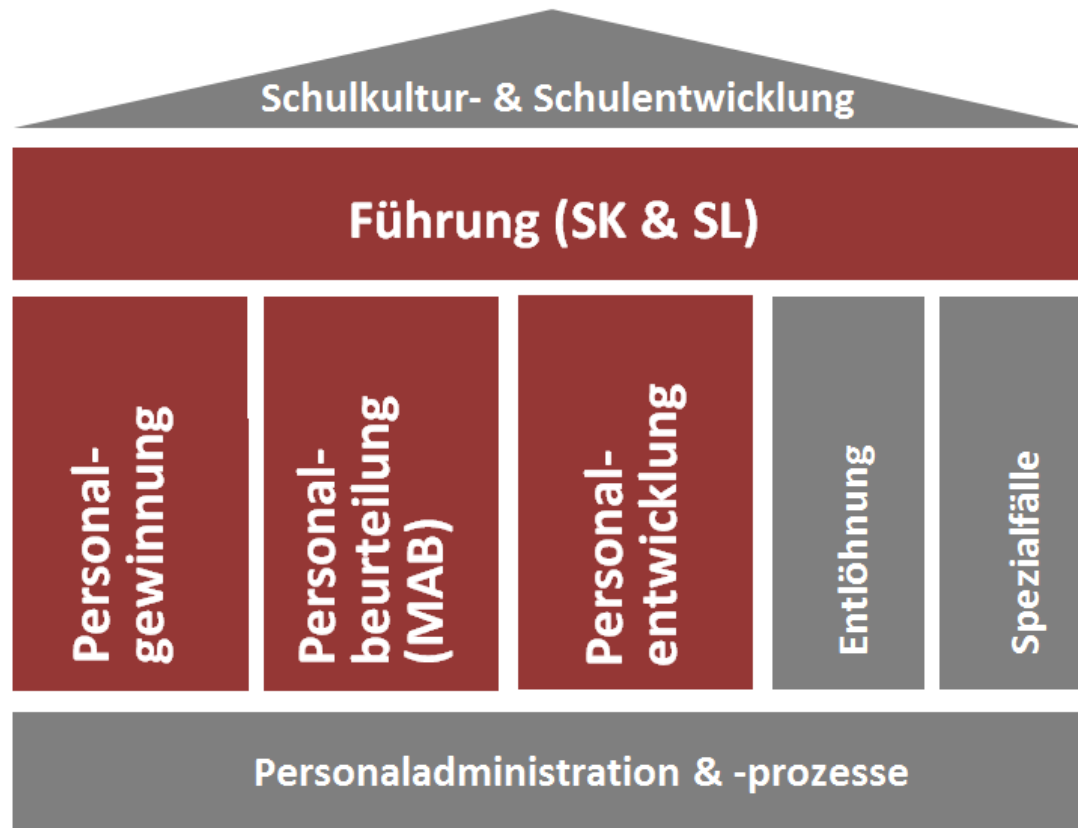 Schulkultur- & Schulentwicklung
Führung (SK & SL)
Personal-
gewinnung
Personal-
beurteilung
(MAB)
Personal-
entwicklung
Entlöhnung
Spezialfälle
Personaladministration & -prozesse